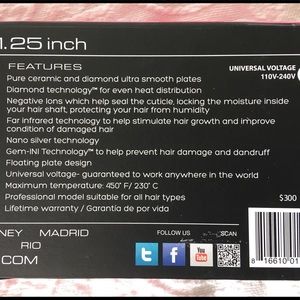 1.25 inch
FEATURES
UNIVERSAL VOLTAGE
110V-240V
Pure ceramic and diamond ultra smooth plates
Diamond technology™ for even heat distribution
Negative Ions which help seal the cuticle, locking the moisture inside
your hair shaft, protecting your hair from humidity
Far infrared technology to help stimulate hair growth and improve
condition of damaged hair
Nano silver technology
Gem-INI Technology™ to help prevent hair damage and dandruff
Floating plate design
Universal voltage- guaranteed to work anywhere in the world
Maximum temperature: 450˚F/ 230˚ C
Professional model suitable for all hair types
$300
Lifetime warranty / Garantía de por vida
NEY MADRID
RIO
COM
FOLLOW US
SCAN
t
f
You
Tube
8 16610 01